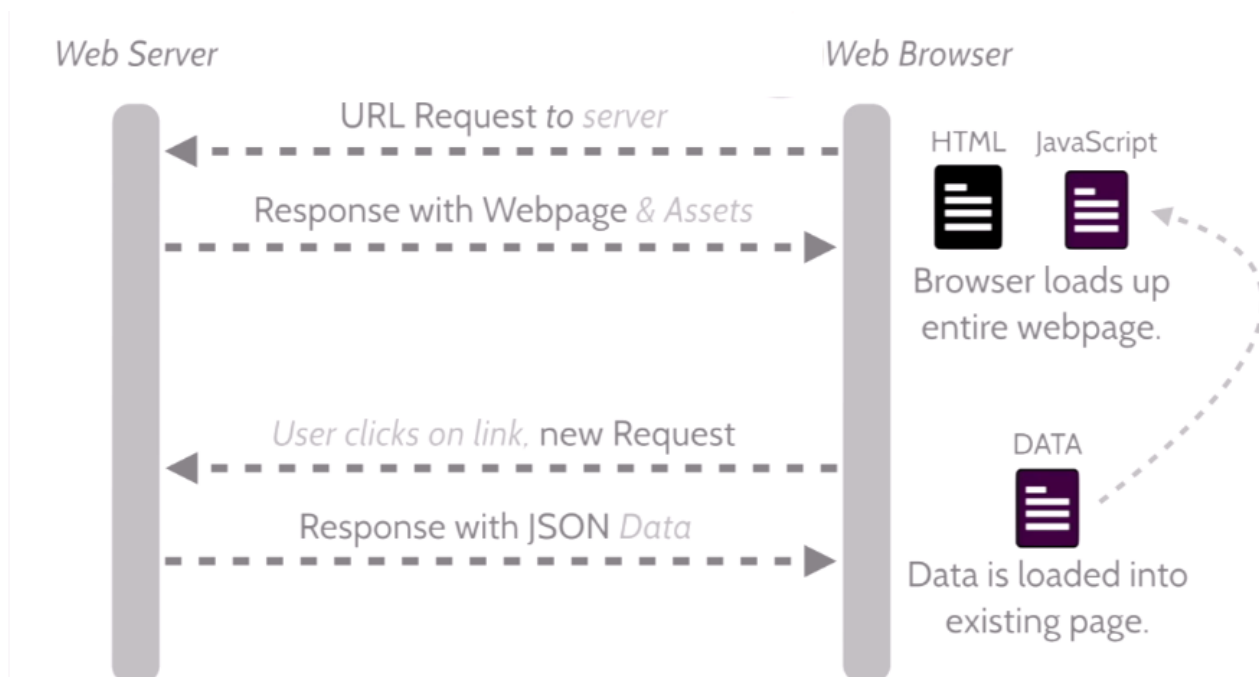 Web Server
Web Browser
URL Request to server
HTML
JavaScript
Response with Webpage & Assets
Browser loads up
entire webpage.
User clicks on link, new Request
DATA
Response with JSON Data
Data is loaded into
existing page.